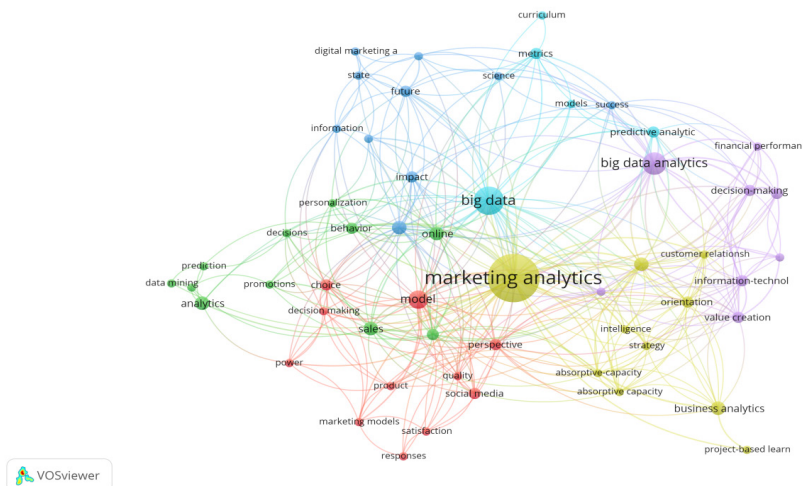 curriculum
digital marketing a
metrics
state
science
future
models
success
information
predictive analytic
financial performan
big data analytics
impact
decision-making
personalization
big data
behavior
decisions
online
customer relationsh
prediction
marketing analytics
data mining
promotions
choice
information-technol
analytics
model
orientation
decision making
value creation
sales
intelligence
perspective
strategy
power
quality
absorptive-capacity
product
social media
absorptive capacity
business analytics
marketing models
satisfaction
project-based learn
responses
VOSviewer